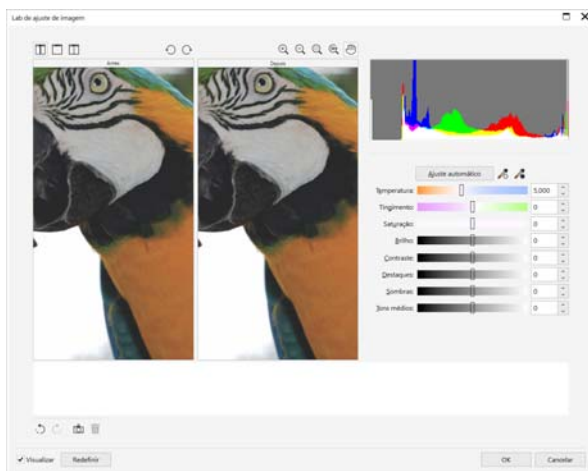 Lab de ajuste de imagem
Antes
Depois
Ajuste automático
Temperatura: 5.000
Tingimento: 0
Saturação: 0
Brilho: 0
Contraste: 0
Destaques: 0
Sombras: 0
Tons médios: 0
Visualizar
Redefinir
OK
Cancelar